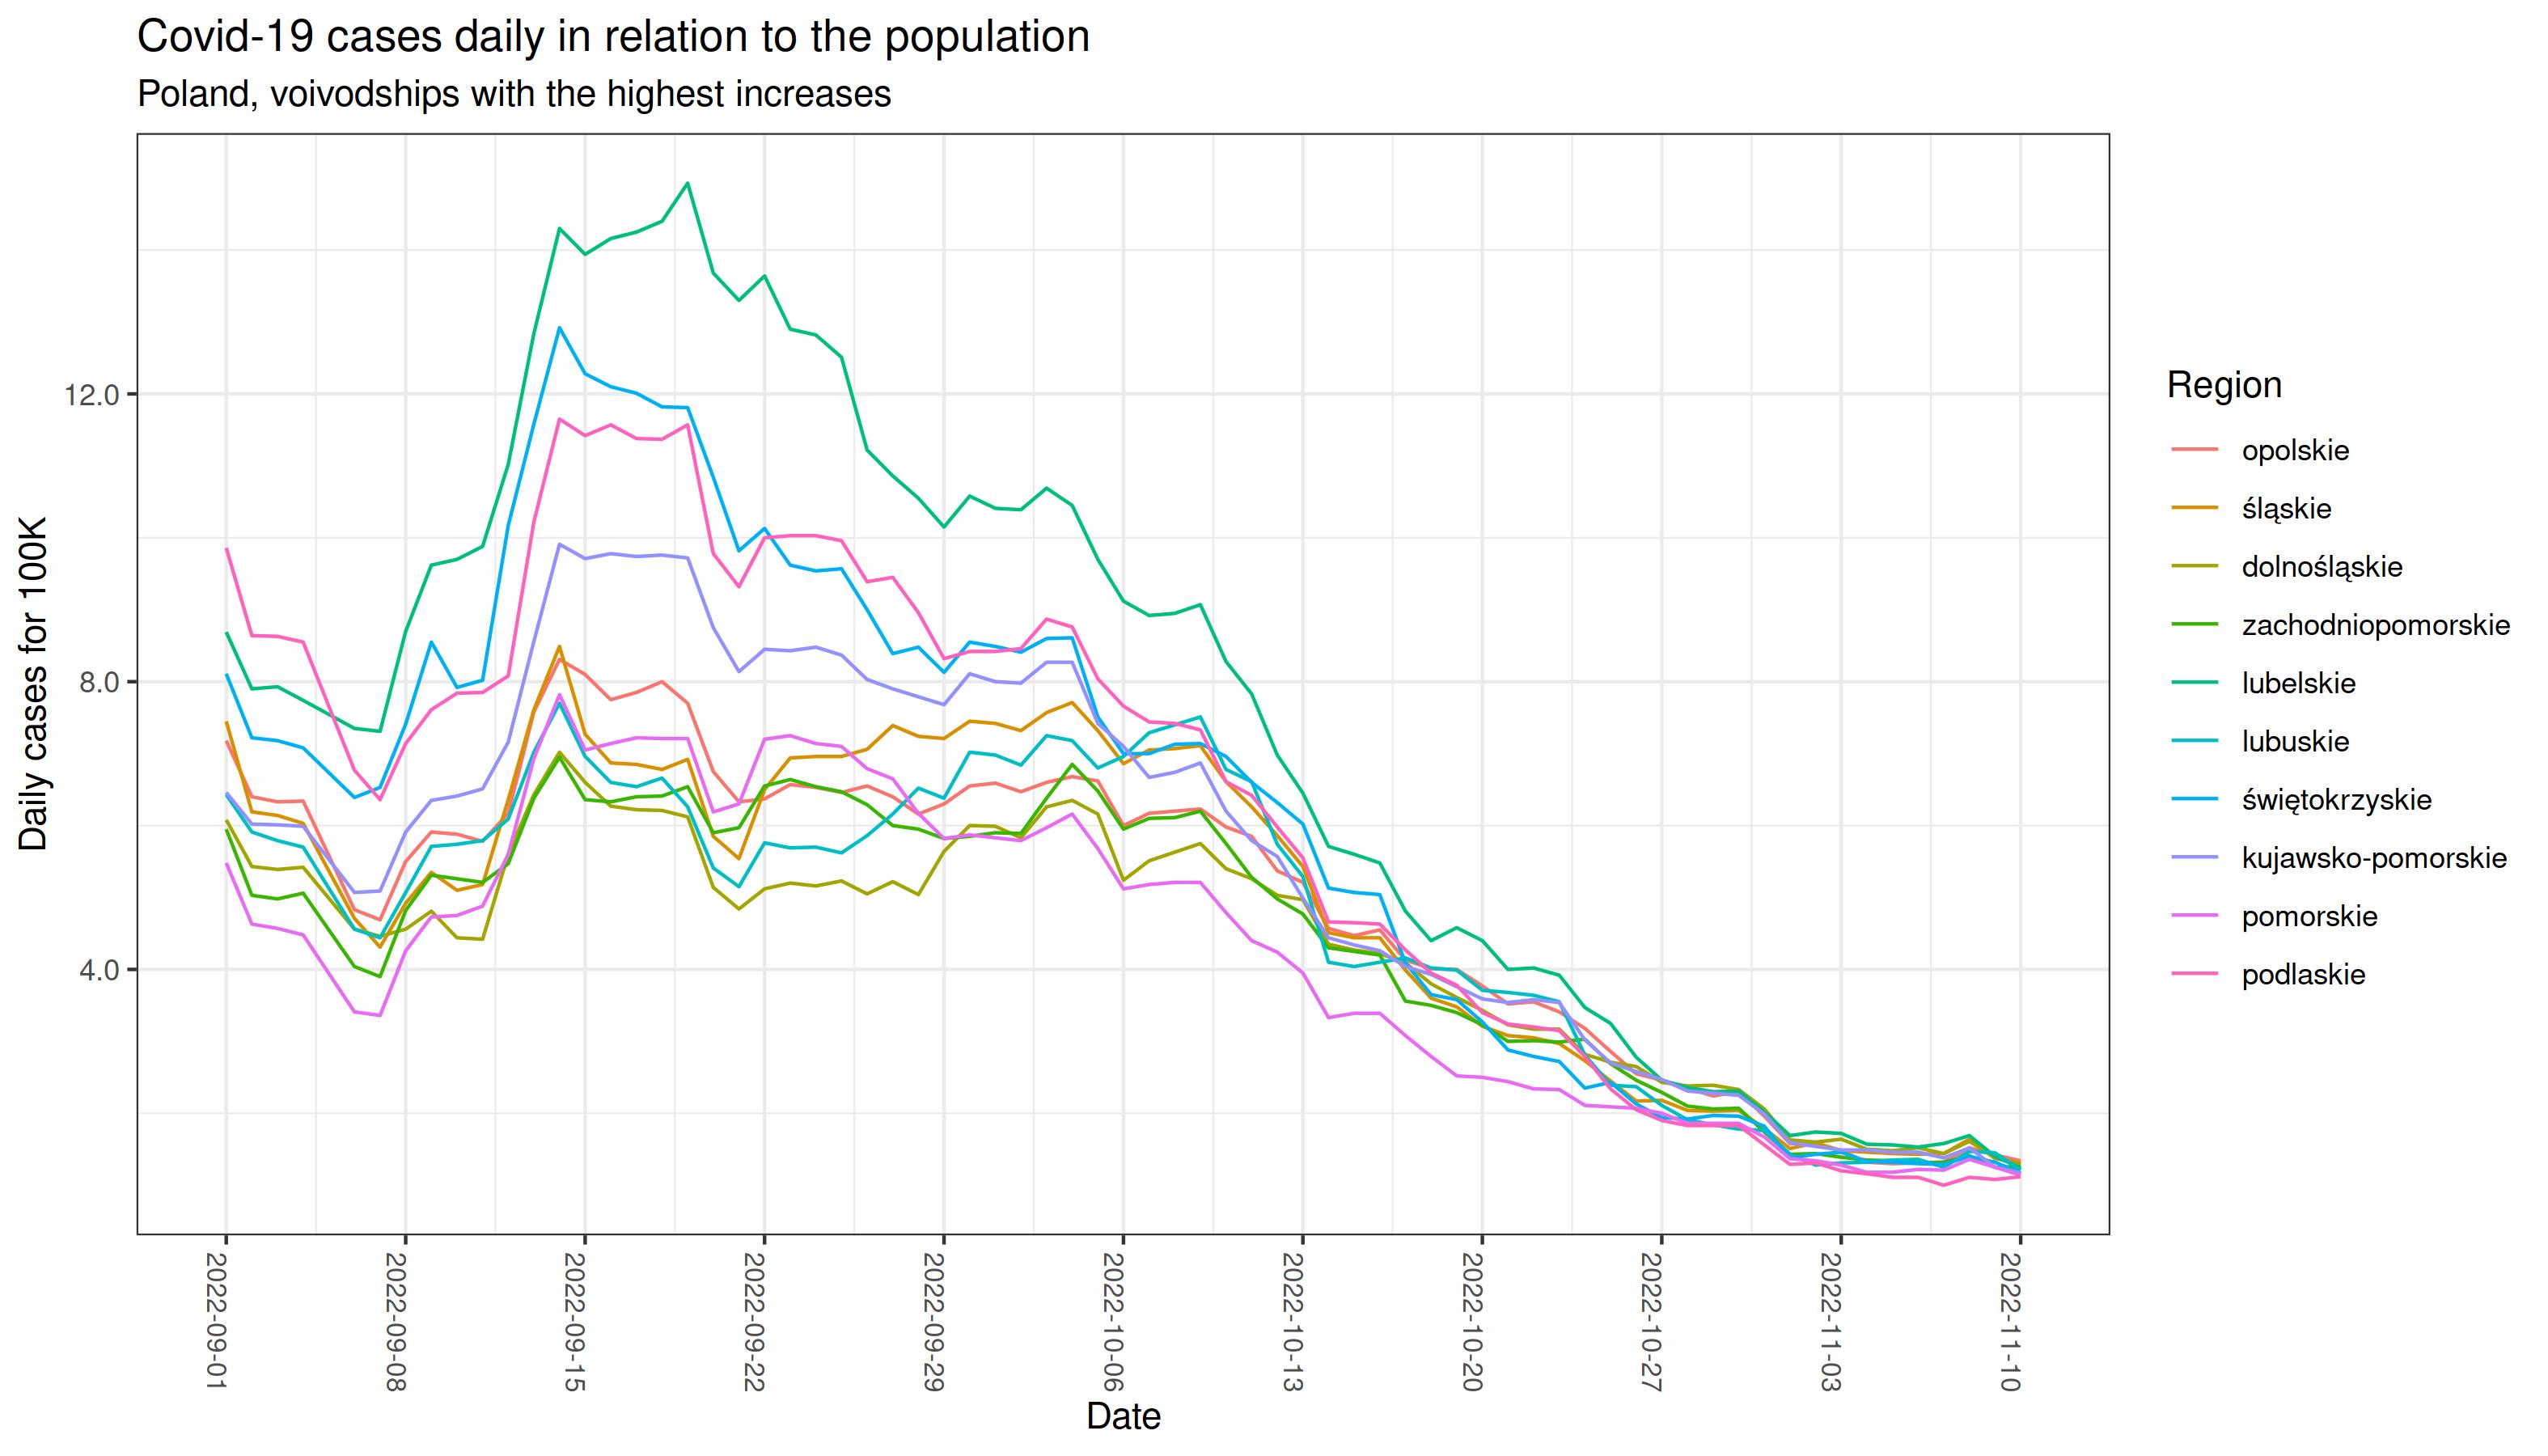 Covid-19 cases daily in relation to the population
Poland, voivodships with the highest increases
Daily cases for 100K
12.0
8.0
4.0
2022-09-01
2022-09-08
2022-09-15
2022-09-22
2022-09-29
2022-10-06
2022-10-13
2022-10-20
2022-10-27
2022-11-03
2022-11-10
Date
Region
opolskie
śląskie
dolnośląskie
zachodniopomorskie
lubelskie
lubuskie
świętokrzyskie
kujawsko-pomorskie
pomorskie
podlaskie